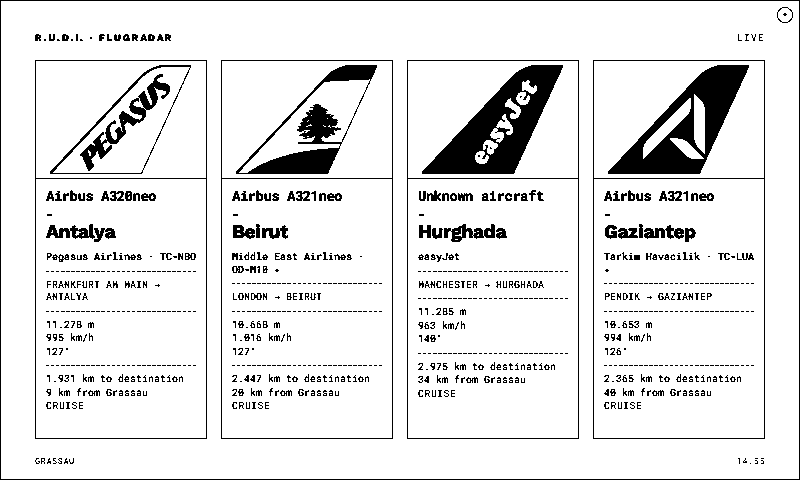 R.U.D.I. · FLUGRADAR
LIVE
PEGASUS
Airbus A320neo
-
Antalya
Pegasus Airlines · TC-NBO
FRANKFURT AM MAIN →
ANTALYA
11.278 m
995 km/h
127°
1.931 km to destination
9 km from Grassau
CRUISE
Airbus A321neo
-
Beirut
Middle East Airlines ·
OD-M10 ✦
LONDON → BEIRUT
10.668 m
1.016 km/h
127°
2.447 km to destination
20 km from Grassau
CRUISE
easyJet
Unknown aircraft
-
Hurghada
easyJet
MANCHESTER → HURGHADA
11.285 m
963 km/h
140°
2.975 km to destination
34 km from Grassau
CRUISE
Airbus A321neo
-
Gaziantep
Tarkim Havacilik · TC-LUA
✦
PENDIK → GAZIANTEP
10.653 m
994 km/h
126°
2.365 km to destination
40 km from Grassau
CRUISE
GRASSAU
14.55